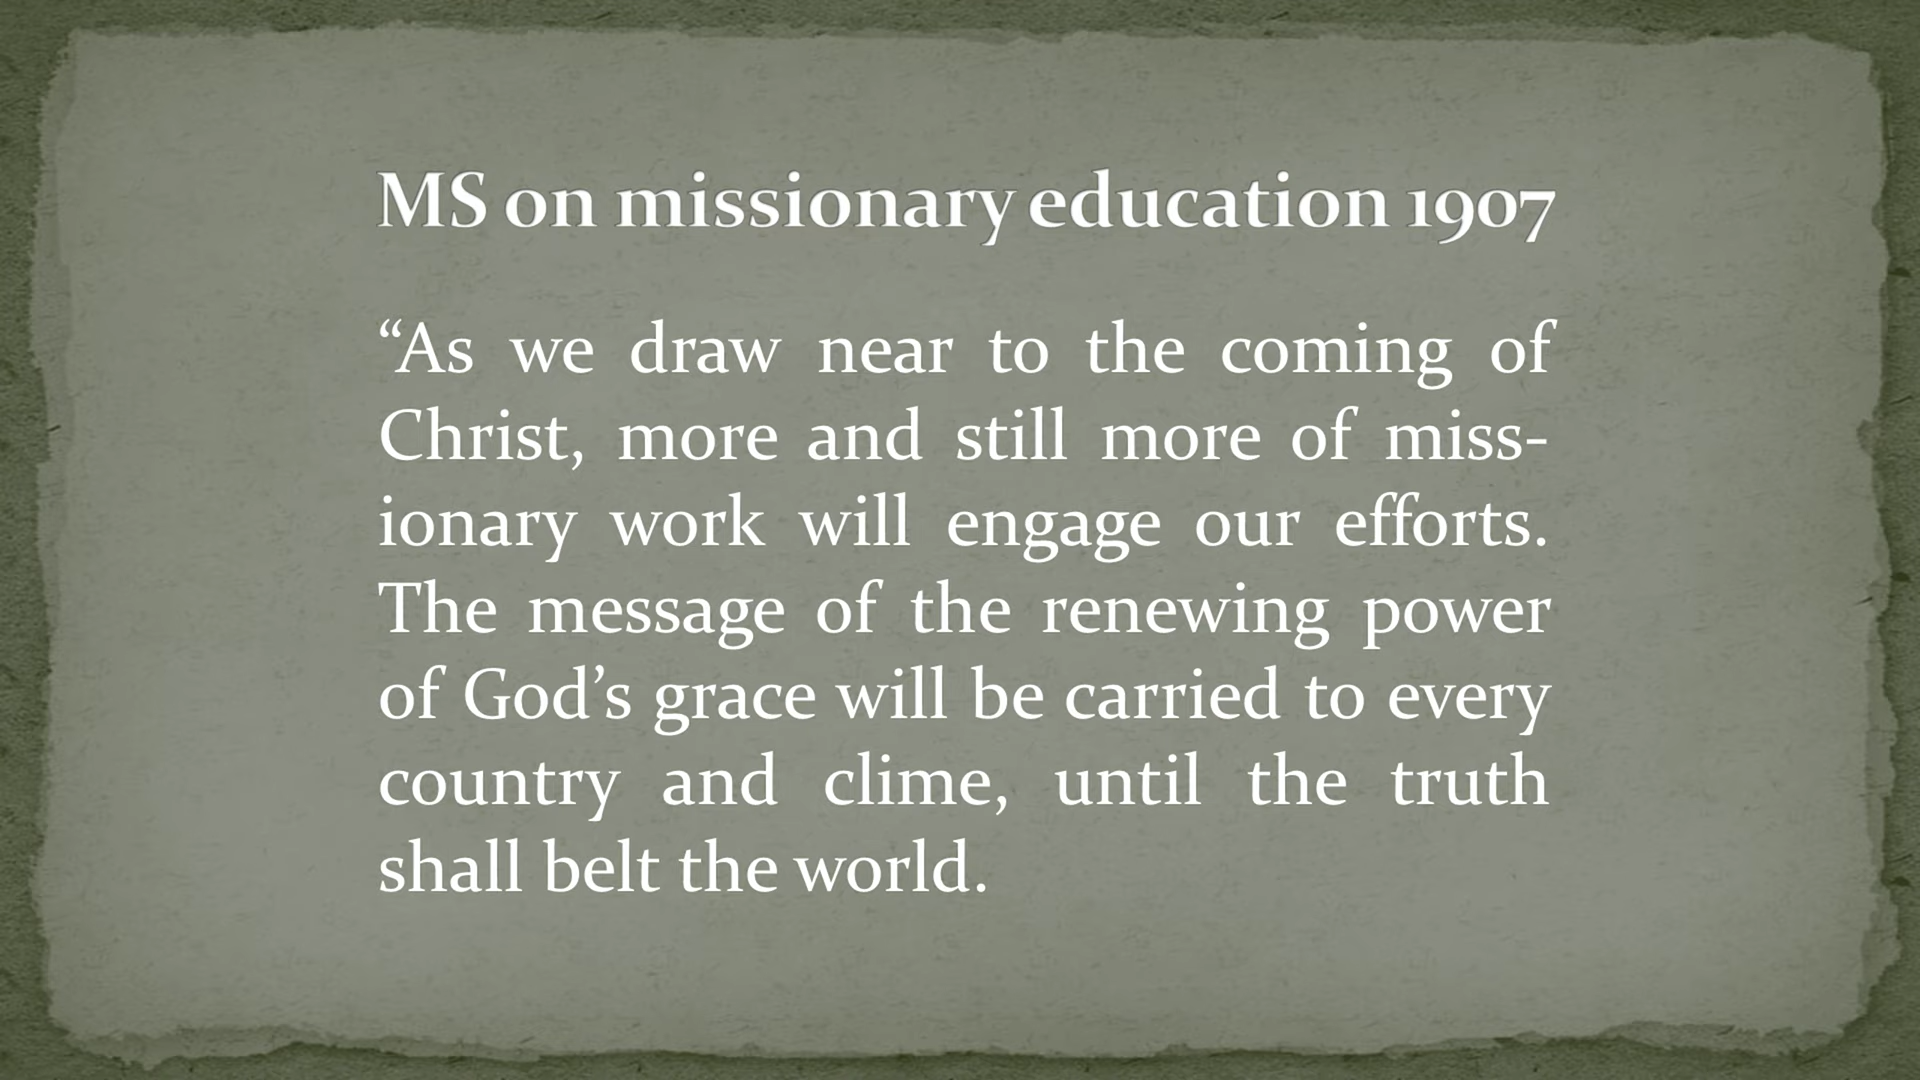 MS on missionary education 1907
“As we draw near to the coming of
Christ, more and still more of miss-
ionary work will engage our efforts.
The message of the renewing power
of God’s grace will be carried to every
country and clime, until the truth
shall belt the world.